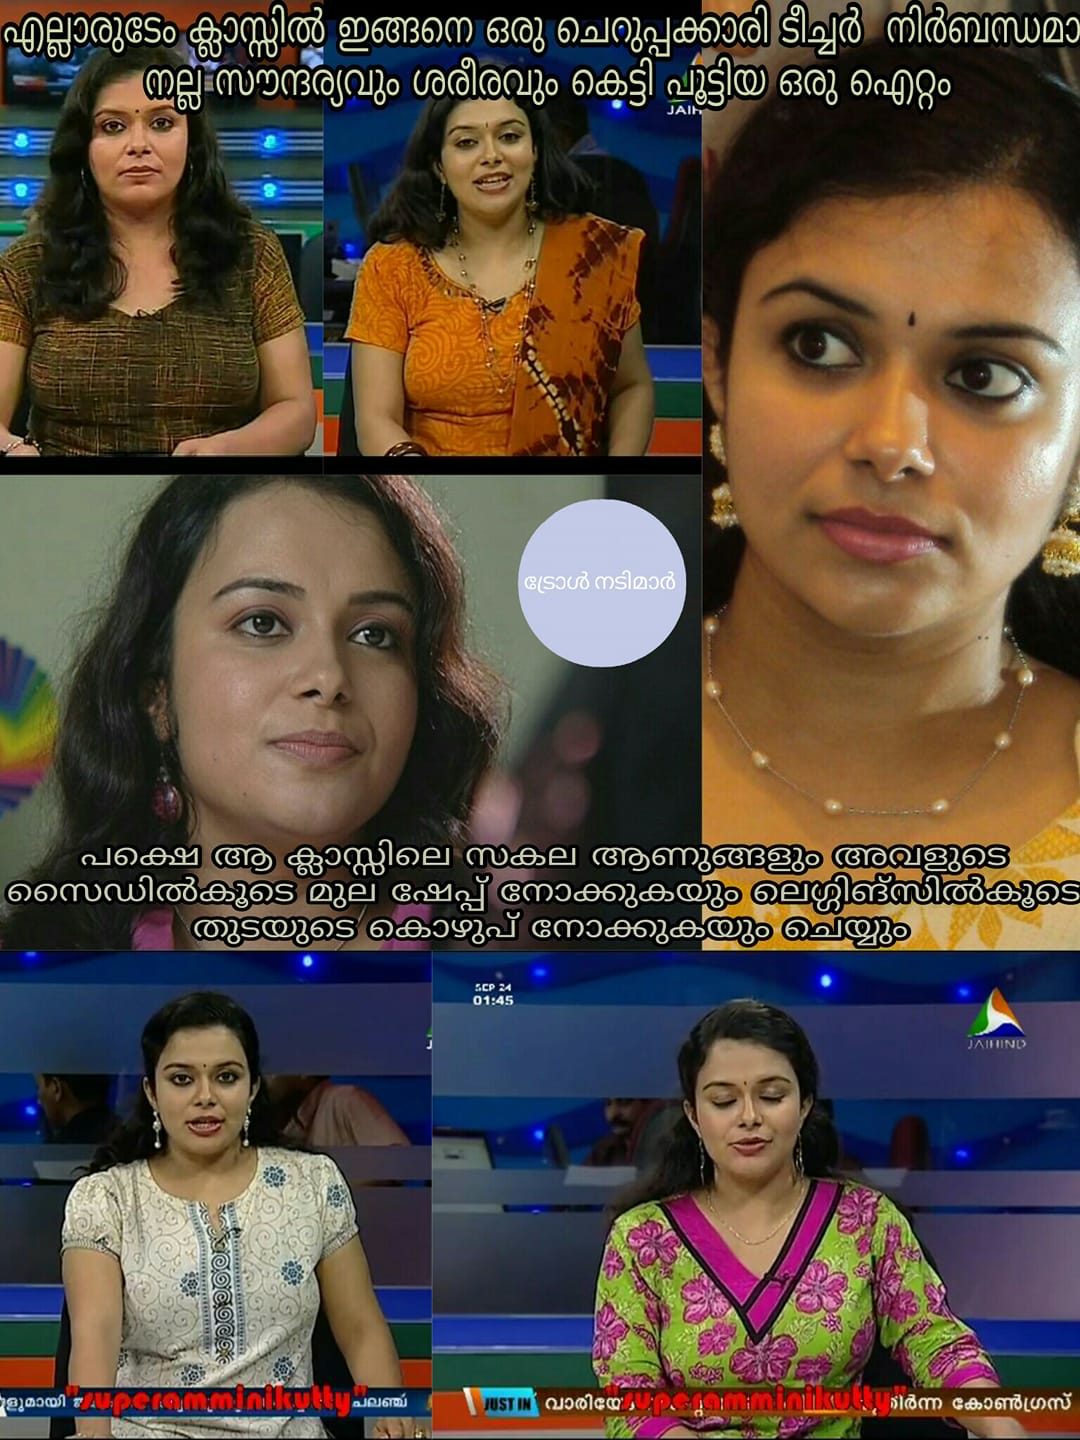 എല്ലാരുടേം ക്ലാസ്സിൽ ഇങ്ങനെ ഒരു ചെറുപ്പക്കാരി ടീച്ചർ നിർബന്ധമാ
നല്ല സൗന്ദര്യവും ശരീരവും കെട്ടി പൂട്ടിയ ഒരു ഐറ്റം
JAIH
ട്രോൾ നടിമാർ
പക്ഷെ ആ ക്ലാസ്സിലെ സകല ആണുങ്ങളും അവളുടെ
സൈഡിൽകൂടെ മുല ഷേപ്പ് നോക്കുകയും ലെഗ്ഗിങ്സിൽകൂടെ
തുടയുടെ കൊഴുപ് നോക്കുകയും ചെയ്യും
SEP 24
01:45
JAIHIND
"superamminikutty"
JUST IN
"superamminikutty"
കോൺഗ്രസ്